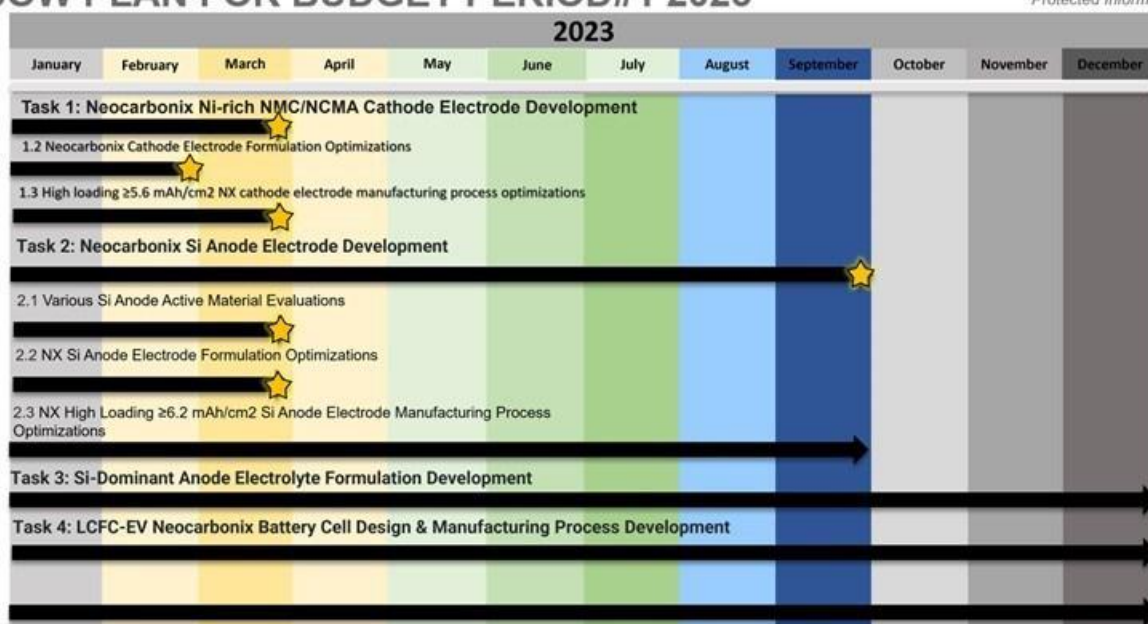 PLAN FOR BUDGET PERIOD
Protected
2023
January February March April May June July August September October November December
Task 1: Neocarbonix Ni-rich NMC/NCMA Cathode Electrode Development
1.2 Neocarbonix Cathode Electrode Formulation Optimizations
1.3 High loading ≥5.6 mAh/cm2 NX cathode electrode manufacturing process optimizations
Task 2: Neocarbonix Si Anode Electrode Development
2.1 Various Si Anode Active Material Evaluations
2.2 NX Si Anode Electrode Formulation Optimizations
2.3 NX High Loading ≥6.2 mAh/cm2 Si Anode Electrode Manufacturing Process
Optimizations
Task 3: Si-Dominant Anode Electrolyte Formulation Development
Task 4: LCFC-EV Neocarbonix Battery Cell Design & Manufacturing Process Development